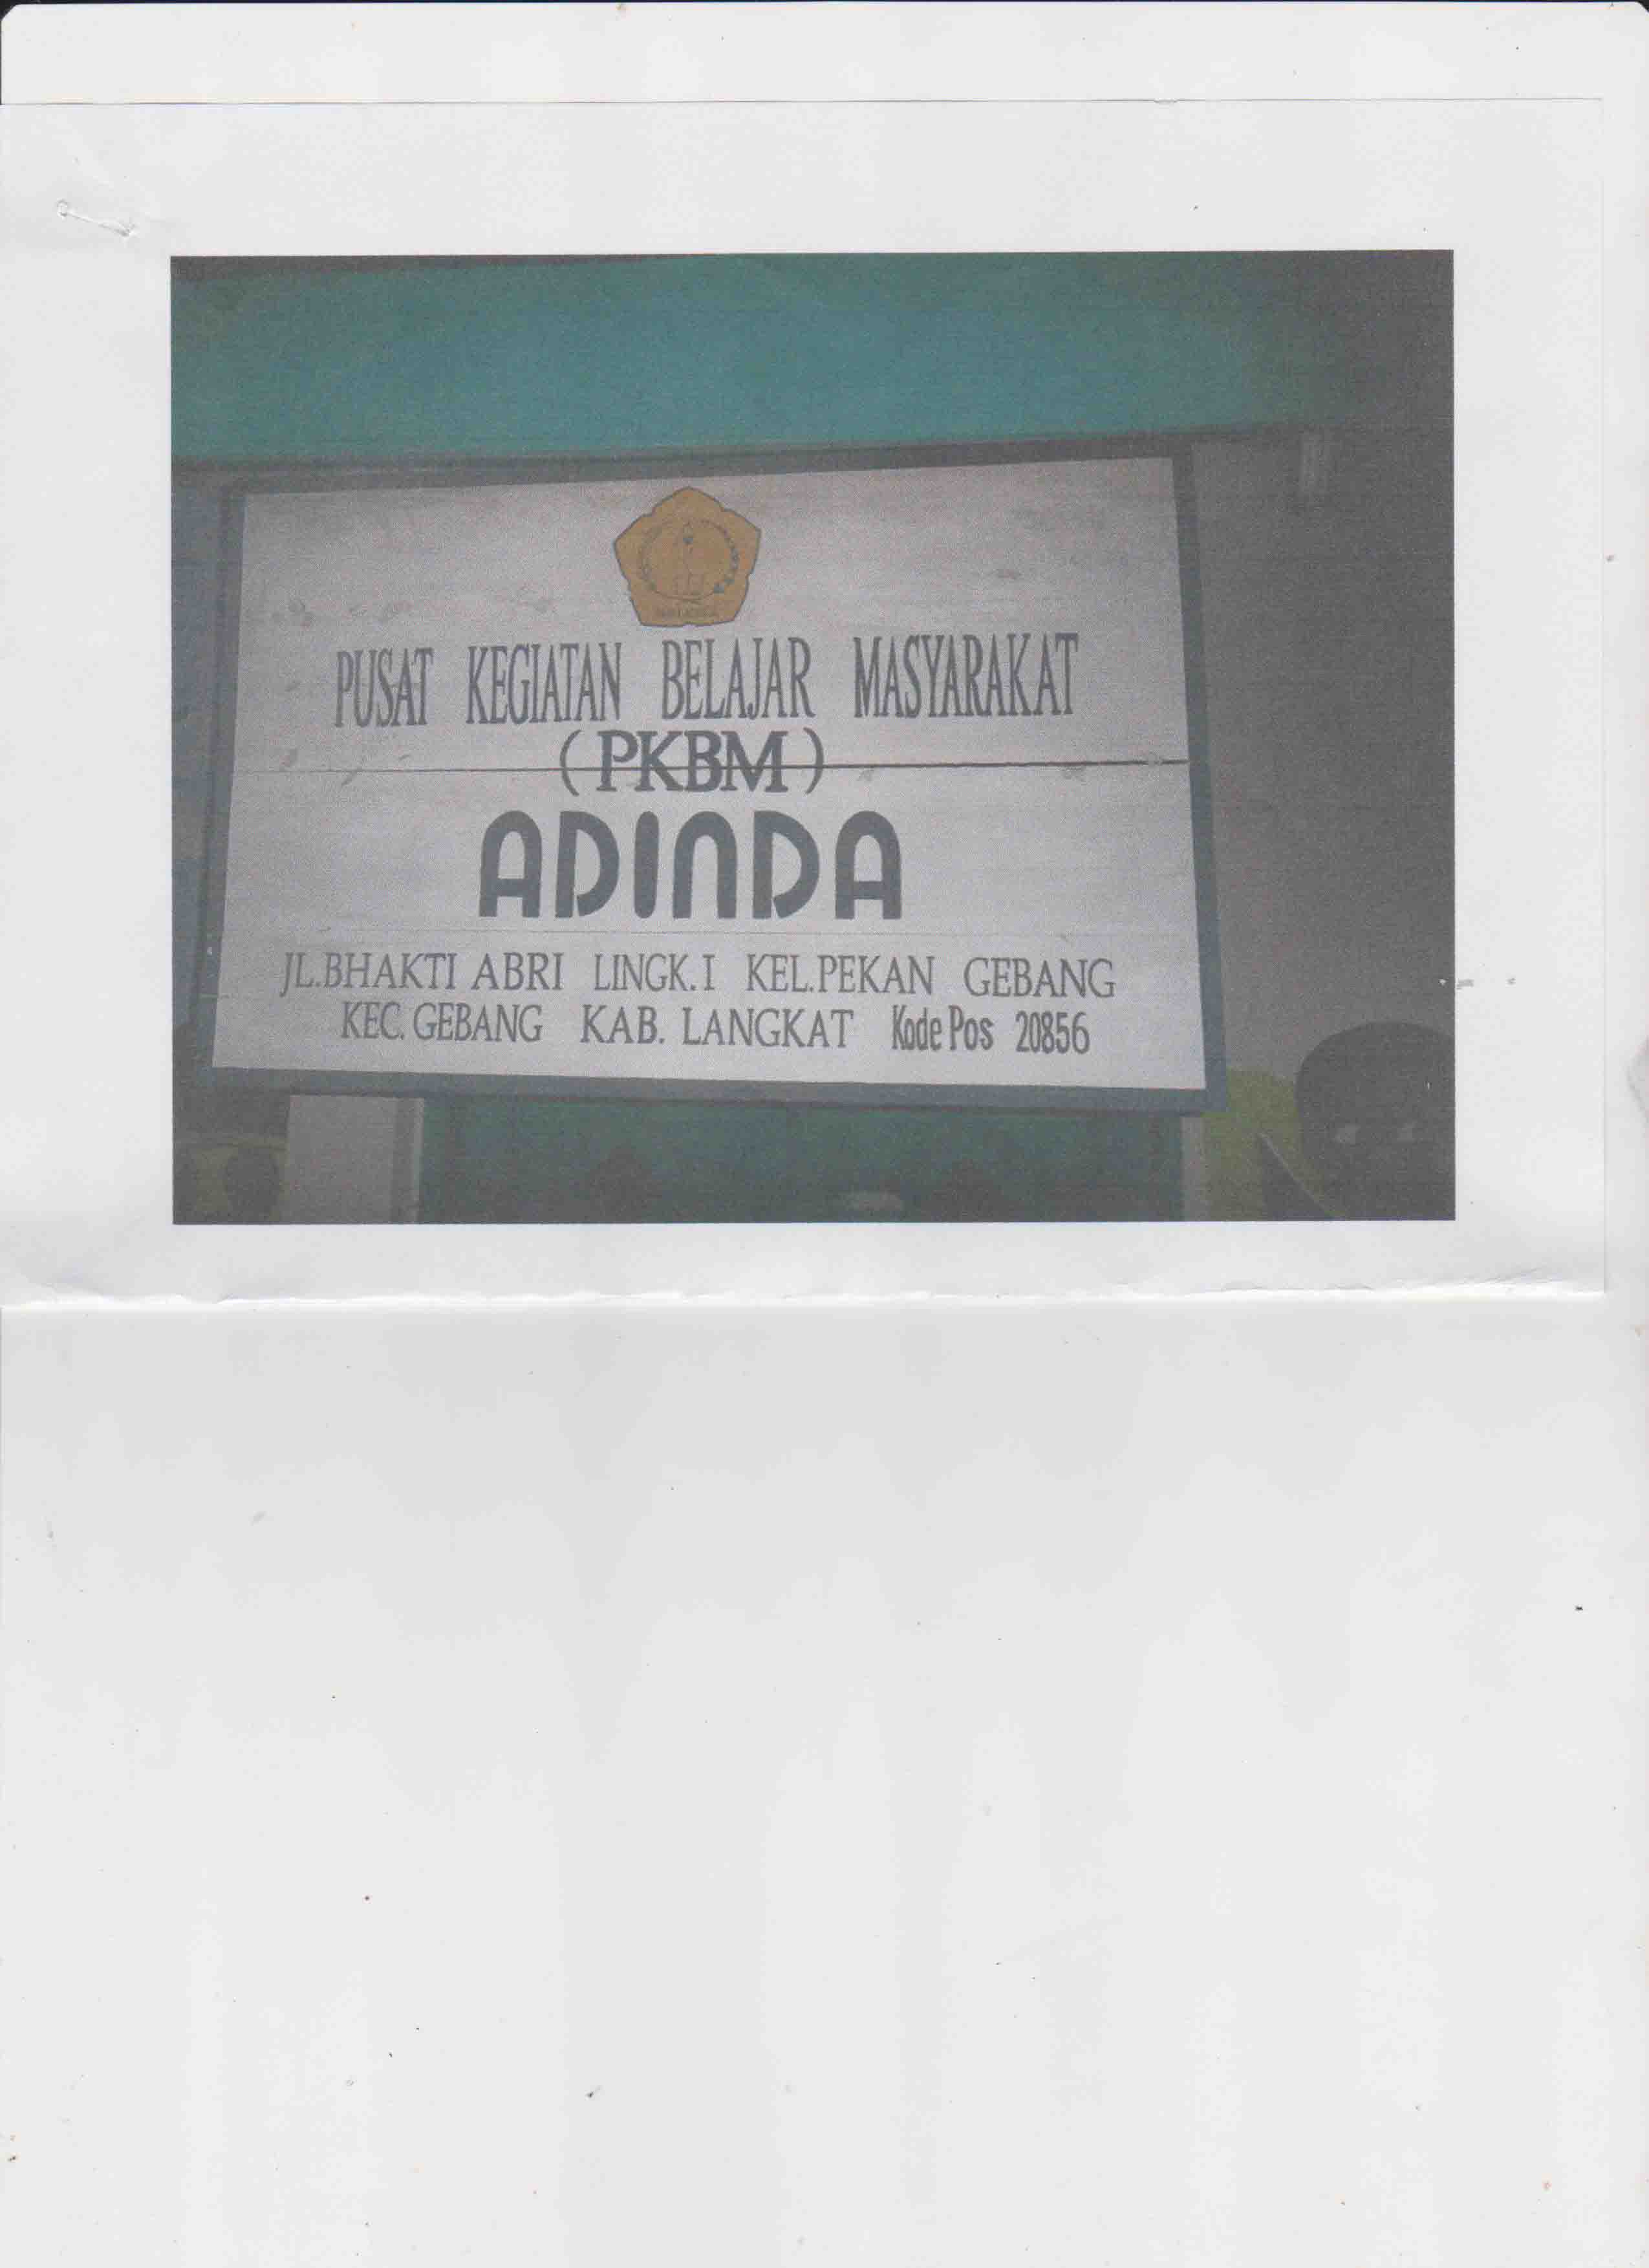 PUSAT KEGIATAN BELAJAR MASYARAKAT
(PKBM)
ADINDA
JL.BHAKTI ABRI LINGK.I KEL.PEKAN GEBANG
KEC.GEBANG KAB. LANGKAT Kode Pos 20856